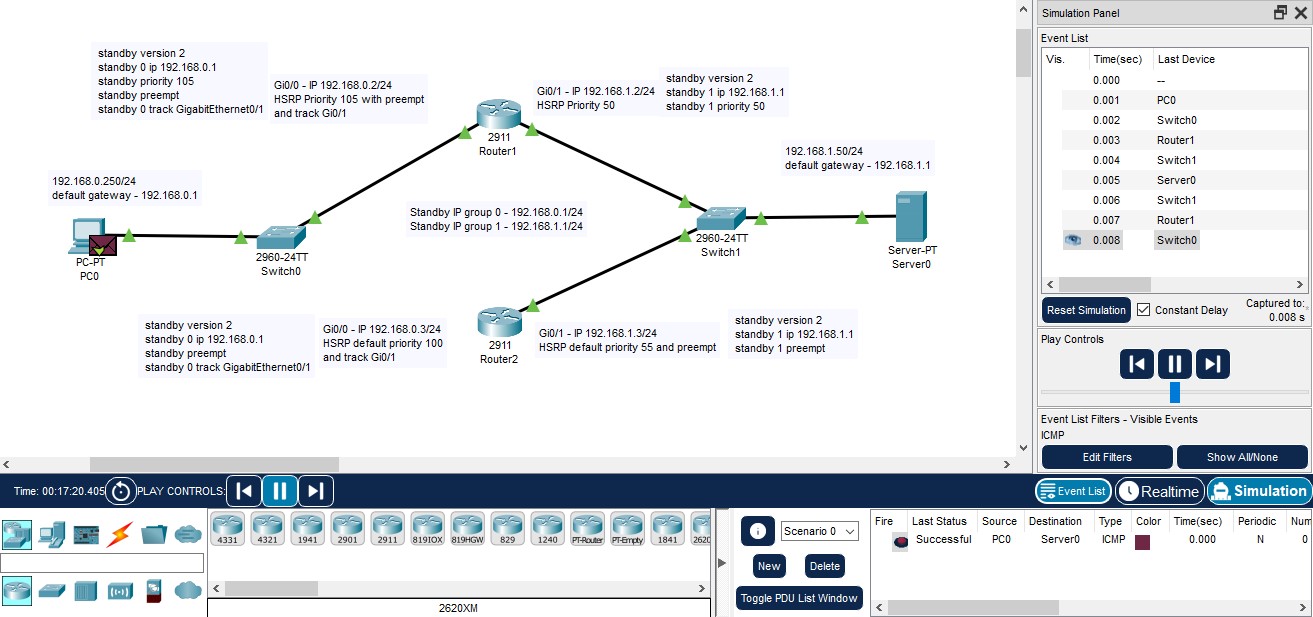 Simulation Panel
Event List
Vis.
Time(sec)
Last Device
0.000
--
0.001
PC0
0.002
Switch0
0.003
Router1
0.004
Switch1
0.005
Server0
0.006
Switch1
0.007
Router1
0.008
Switch0
Reset Simulation
Constant Delay
Captured to:
0.008 s
Play Controls
Event List Filters - Visible Events
ICMP
Edit Filters
Show All/None
standby version 2
standby 0 ip 192.168.0.1
standby priority 105
standby preempt
standby 0 track GigabitEthernet0/1
Gi0/0 - IP 192.168.0.2/24
HSRP Priority 105 with preempt
and track Gi0/1
Gi0/1 - IP 192.168.1.2/24
HSRP Priority 50
standby version 2
standby 1 ip 192.168.1.1
standby 1 priority 50
2911
Router1
192.168.1.50/24
default gateway - 192.168.1.1
192.168.0.250/24
default gateway - 192.168.0.1
Standby IP group 0 - 192.168.0.1/24
Standby IP group 1 - 192.168.1.1/24
PC-PT
PC0
2960-24TT
Switch0
2960-24TT
Switch1
Server-PT
Server0
standby version 2
standby 0 ip 192.168.0.1
standby preempt
standby 0 track GigabitEthernet0/1
Gi0/0 - IP 192.168.0.3/24
HSRP default priority 100
and track Gi0/1
2911
Router2
Gi0/1 - IP 192.168.1.3/24
HSRP default priority 55 and preempt
standby version 2
standby 1 ip 192.168.1.1
standby 1 preempt
Time: 00:17:20.405
PLAY CONTROLS:
Event List
Realtime
Simulation
4331
4321
1941
2901
2911
819IOX
819HGW
829
1240
PT-Router
PT-Empty
1841
2620
2620XM
Scenario 0
New
Delete
Toggle PDU List Window
Fire
Last Status
Source
Destination
Type
Color
Time(sec)
Periodic
Num
Successful
PC0
Server0
ICMP
0.000
N
0